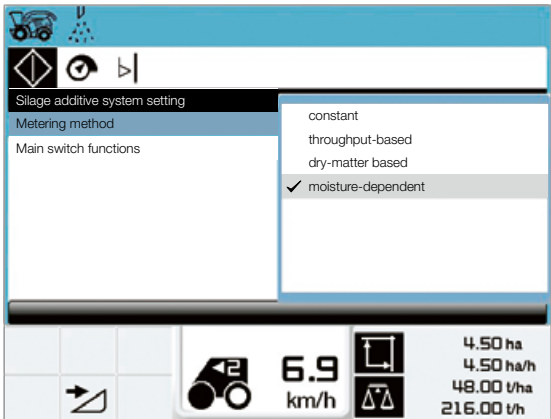 Silage additive system setting
Metering method
Main switch functions
constant
throughput-based
dry-matter based
moisture-dependent
2
6.9
km/h
4.50 ha
4.50 ha/h
48.00 t/ha
216.00 t/h